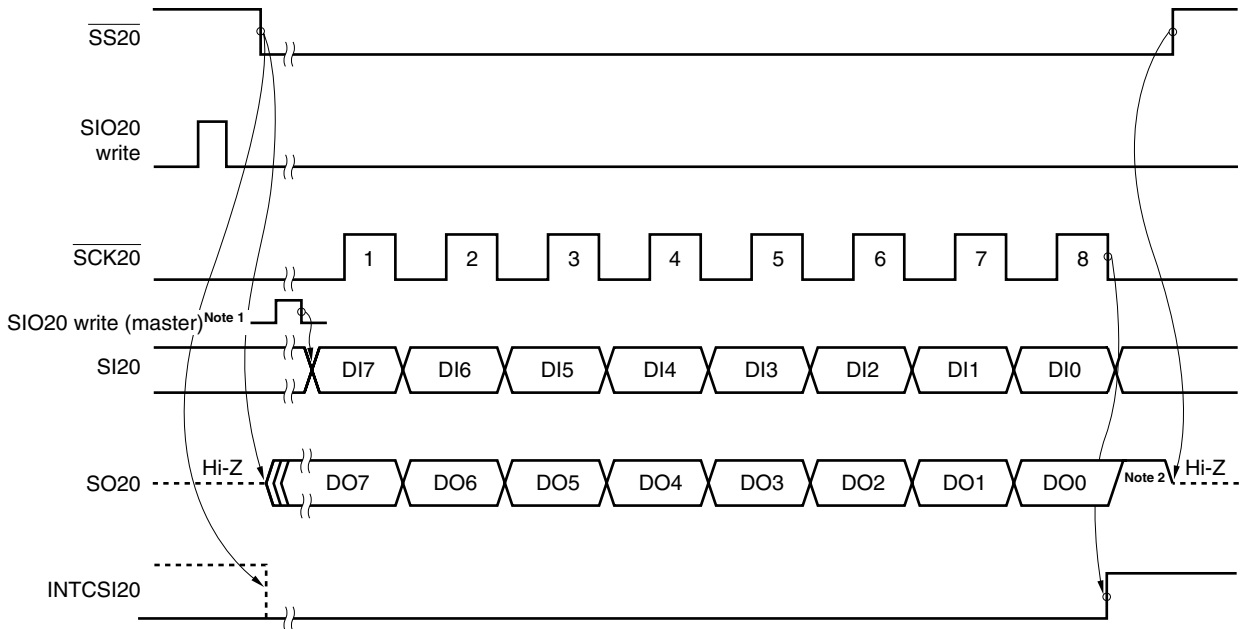 SS20
SIO20
write
SCK20
1 2 3 4 5 6 7 8
SIO20 write (master)Note 1
SI20 DI7 DI6 DI5 DI4 DI3 DI2 DI1 DI0
SO20 Hi-Z DO7 DO6 DO5 DO4 DO3 DO2 DO1 DO0 Note 2 Hi-Z
INTCSI20